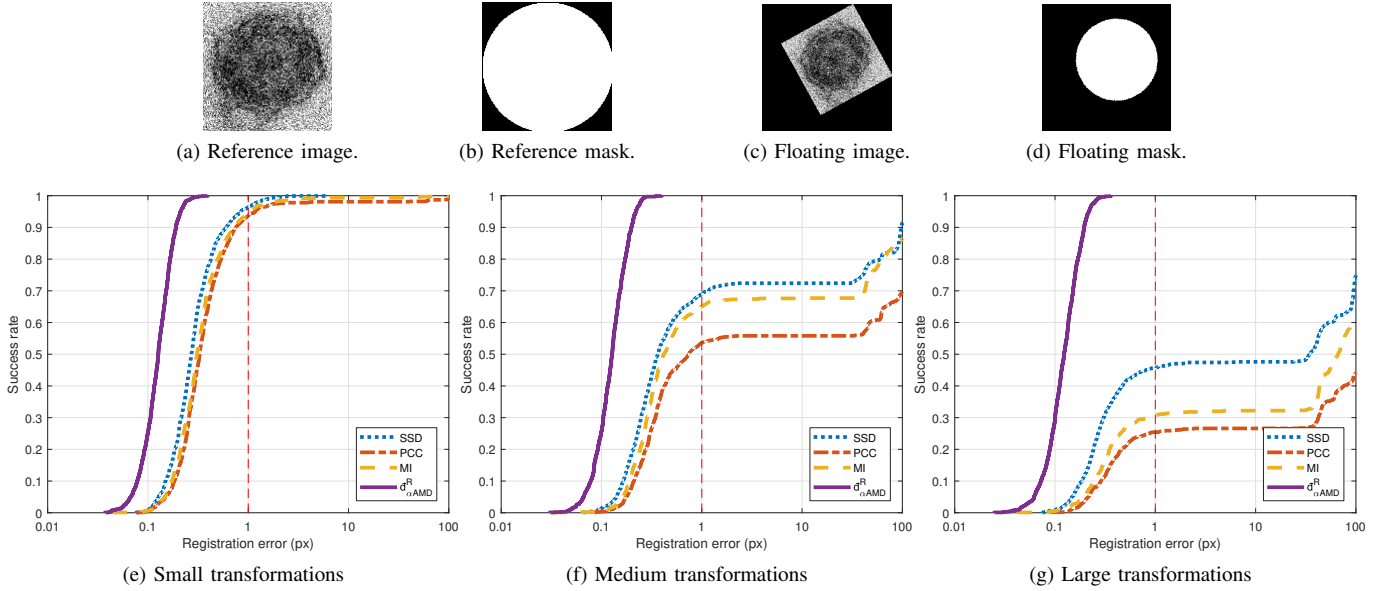 (a) Reference image.
(b) Reference mask.
(c) Floating image.
(d) Floating mask.
1
0.9
0.8
0.7
0.6
0.5
0.4
0.3
0.2
0.1
0
Success rate
SSD
PCC
MI
đ^R_αAMD
0.01 0.1 1 10 100
Registration error (px)
(e) Small transformations
1
0.9
0.8
0.7
0.6
0.5
0.4
0.3
0.2
0.1
0
Success rate
SSD
PCC
MI
đ^R_αAMD
0.01 0.1 1 10 100
Registration error (px)
(f) Medium transformations
1
0.9
0.8
0.7
0.6
0.5
0.4
0.3
0.2
0.1
0
Success rate
SSD
PCC
MI
đ^R_αAMD
0.01 0.1 1 10 100
Registration error (px)
(g) Large transformations